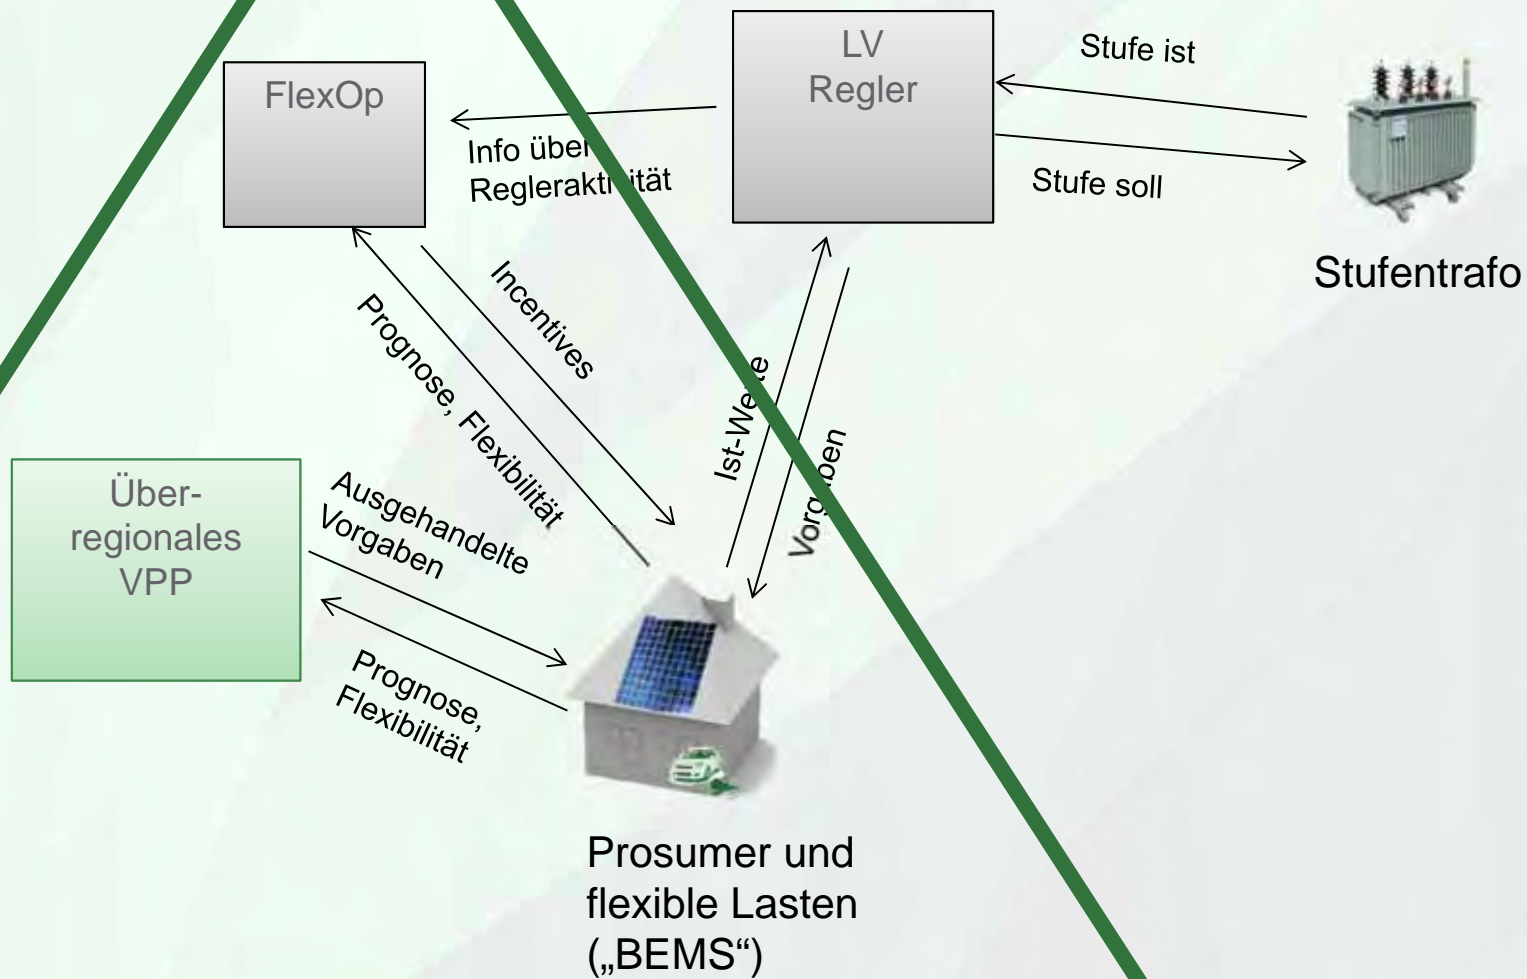 FlexOp
LV
Regler
Stufe ist
Stufe soll
Info über
Regleraktivität
Stufentrafo
Incentives
Prognose, Flexibilität
Ist-Werte
Vorgaben
Über-
regionales
VPP
Ausgehandelte
Vorgaben
Prognose,
Flexibilität
Prosumer und
flexible Lasten
(„BEMS“)